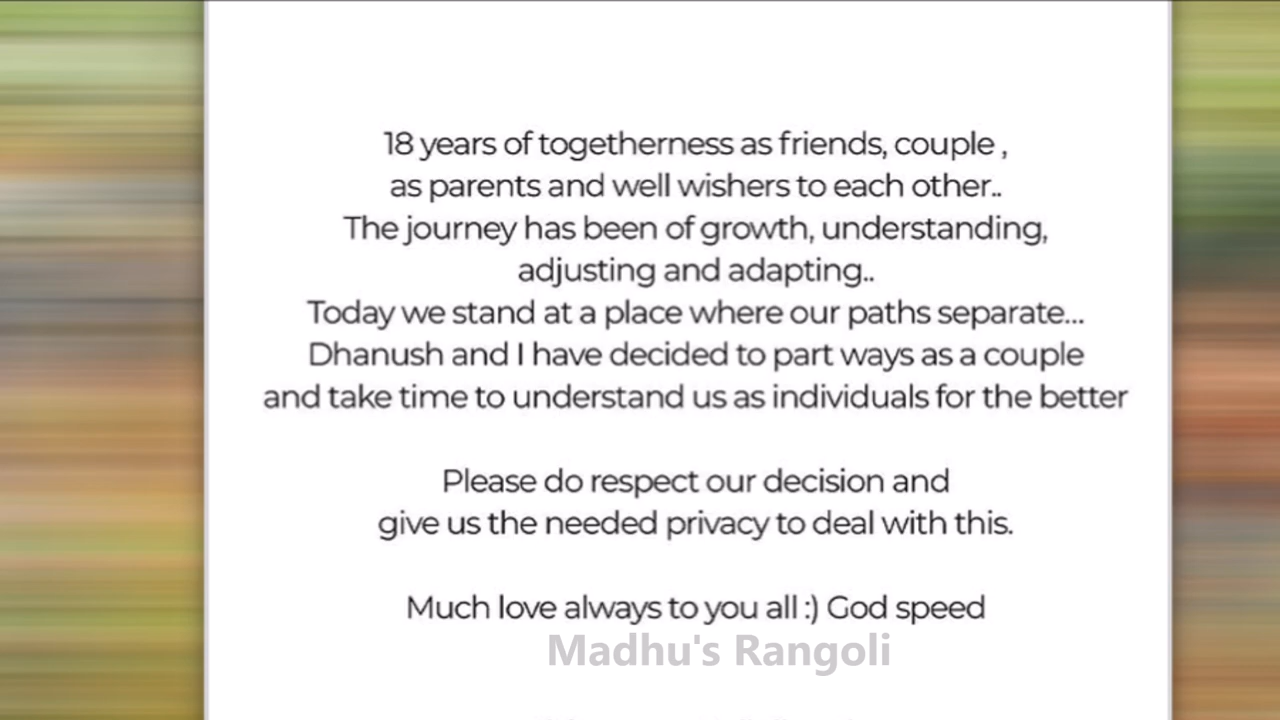 18 years of togetherness as friends, couple ,
as parents and well wishers to each other..
The journey has been of growth, understanding,
adjusting and adapting..
Today we stand at a place where our paths separate...
Dhanush and I have decided to part ways as a couple
and take time to understand us as individuals for the better
Please do respect our decision and
give us the needed privacy to deal with this.
Much love always to you all :) God speed
Madhu's Rangoli